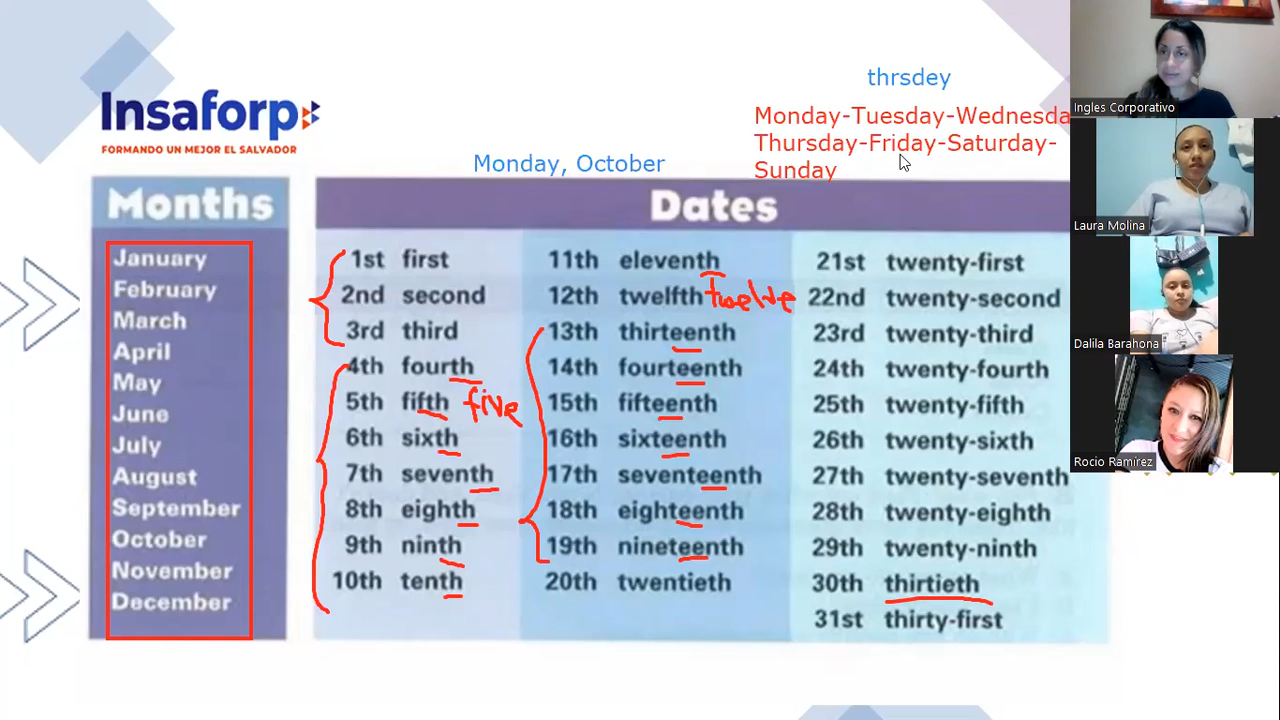 Insaforp
FORMANDO UN MEJOR EL SALVADOR
thrsdey
Monday-Tuesday-Wednesda
Thursday-Friday-Saturday-
Sunday
Monday, October
Months
January
February
March
April
May
June
July
August
September
October
November
December
Dates
1st first
2nd second
3rd third
4th fourth
5th fifth five
6th sixth
7th seventh
8th eighth
9th ninth
10th tenth
11th eleventh
12th twelfth twelve
13th thirteenth
14th fourteenth
15th fifteenth
16th sixteenth
17th seventeenth
18th eighteenth
19th nineteenth
20th twentieth
21st twenty-first
22nd twenty-second
23rd twenty-third
24th twenty-fourth
25th twenty-fifth
26th twenty-sixth
27th twenty-seventh
28th twenty-eighth
29th twenty-ninth
30th thirtieth
31st thirty-first
Ingles Corporativo
Laura Molina
Dalila Barahona
Rocio Ramírez